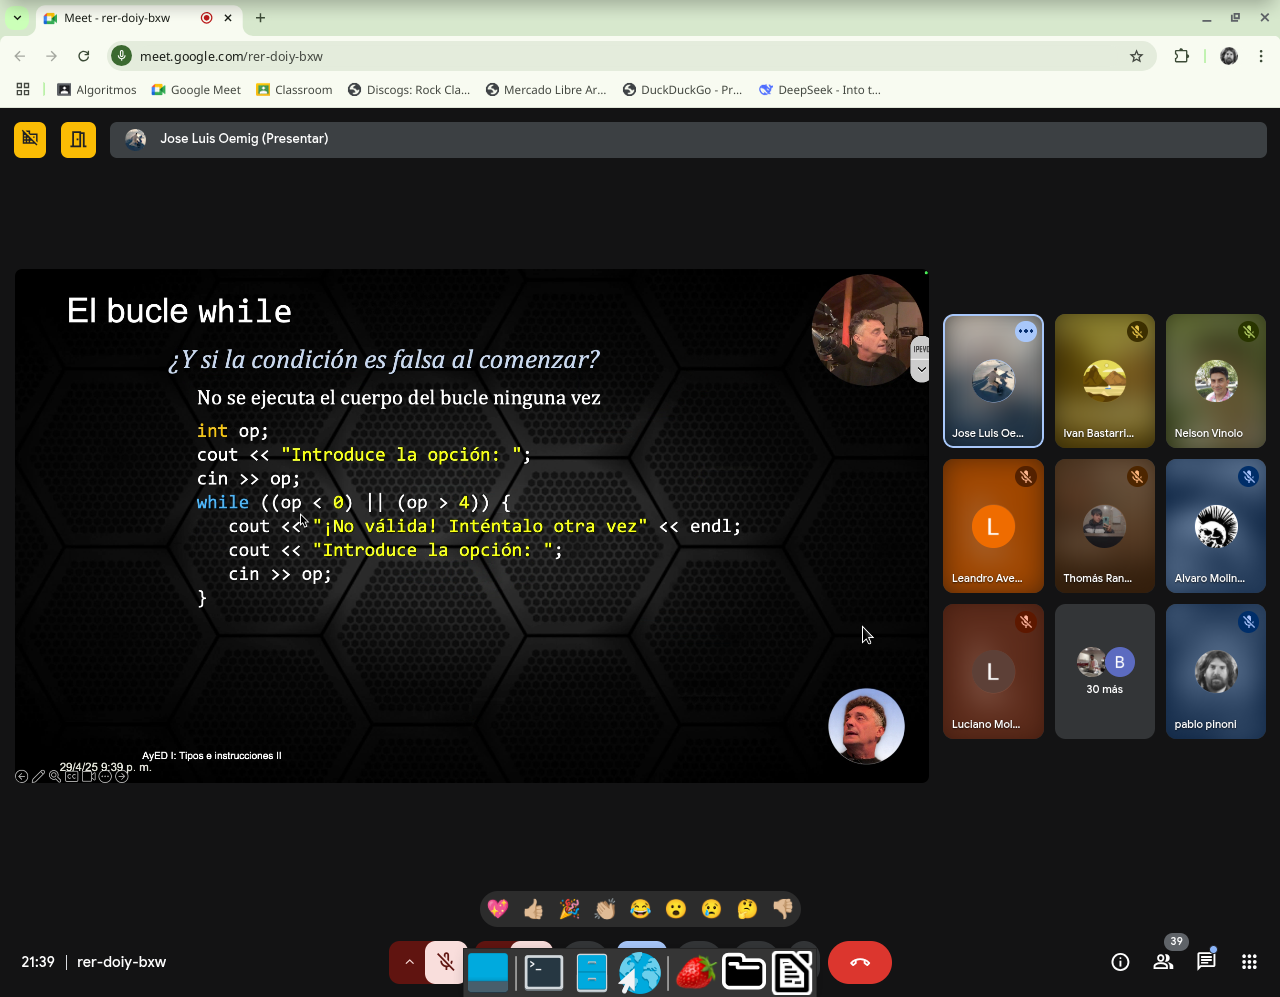 Meet - rer-doiy-bxw
meet.google.com/rer-doiy-bxw
Algoritmos
Google Meet
Classroom
Discogs: Rock Cla...
Mercado Libre Ar...
DuckDuckGo - Pr...
DeepSeek - Into t...
Jose Luis Oemig (Presentar)
El bucle while
¿Y si la condición es falsa al comenzar?
No se ejecuta el cuerpo del bucle ninguna vez
int op;
cout << "Introduce la opción: ";
cin >> op;
while ((op < 0) || (op > 4)) {
cout << "¡No válida! Inténtalo otra vez" << endl;
cout << "Introduce la opción: ";
cin >> op;
}
AyED I: Tipos e instrucciones II
29/4/25 9:39 p. m.
Jose Luis Oe...
Ivan Bastarri...
Nelson Vinolo
L
Leandro Ave...
Thomás Ran...
Alvaro Molin...
L
Luciano Mol...
B
30 más
pablo pinoni
21:39 | rer-doiy-bxw
39